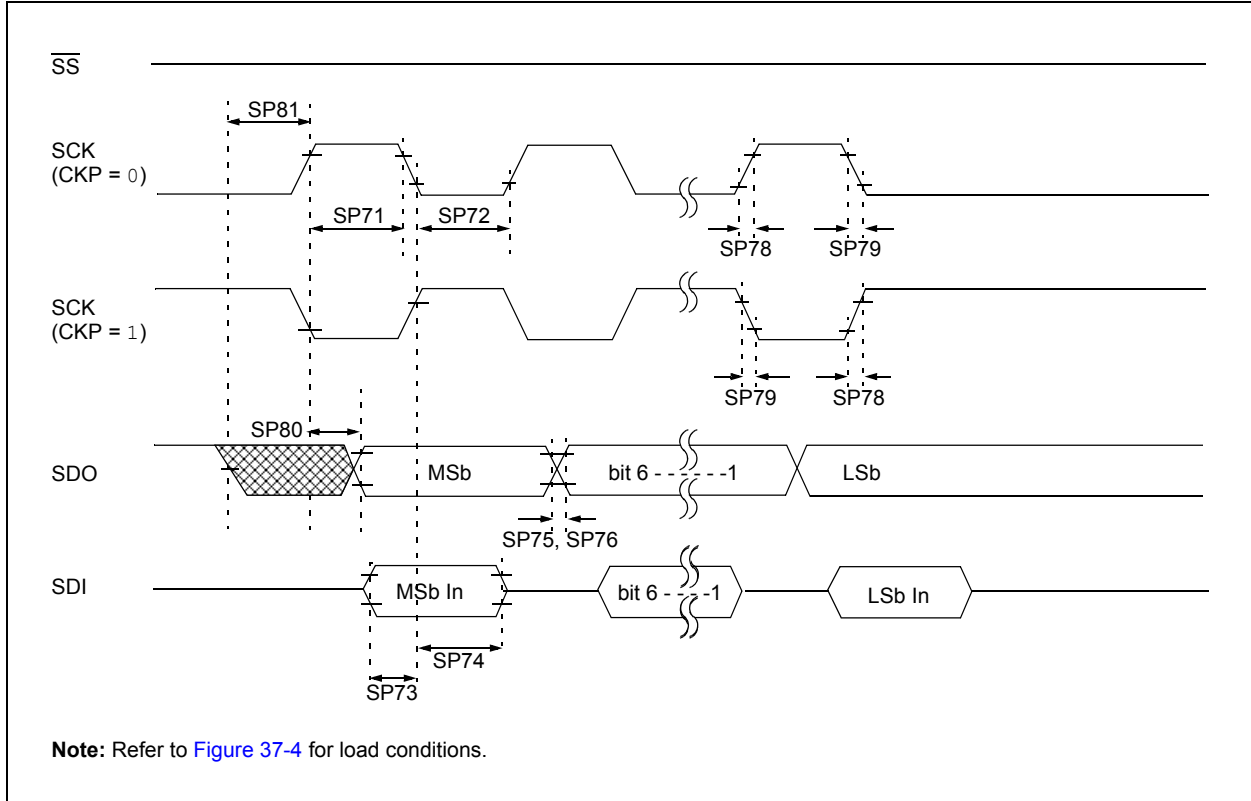 SS
SP81
SCK
(CKP = 0)
SP71
SP72
SP78
SP79
SCK
(CKP = 1)
SP79
SP78
SP80
SDO
MSb
bit 6 - - - - - -1
LSb
SP75, SP76
SDI
MSb In
bit 6 - - - -1
LSb In
SP74
SP73
Note: Refer to Figure 37-4 for load conditions.